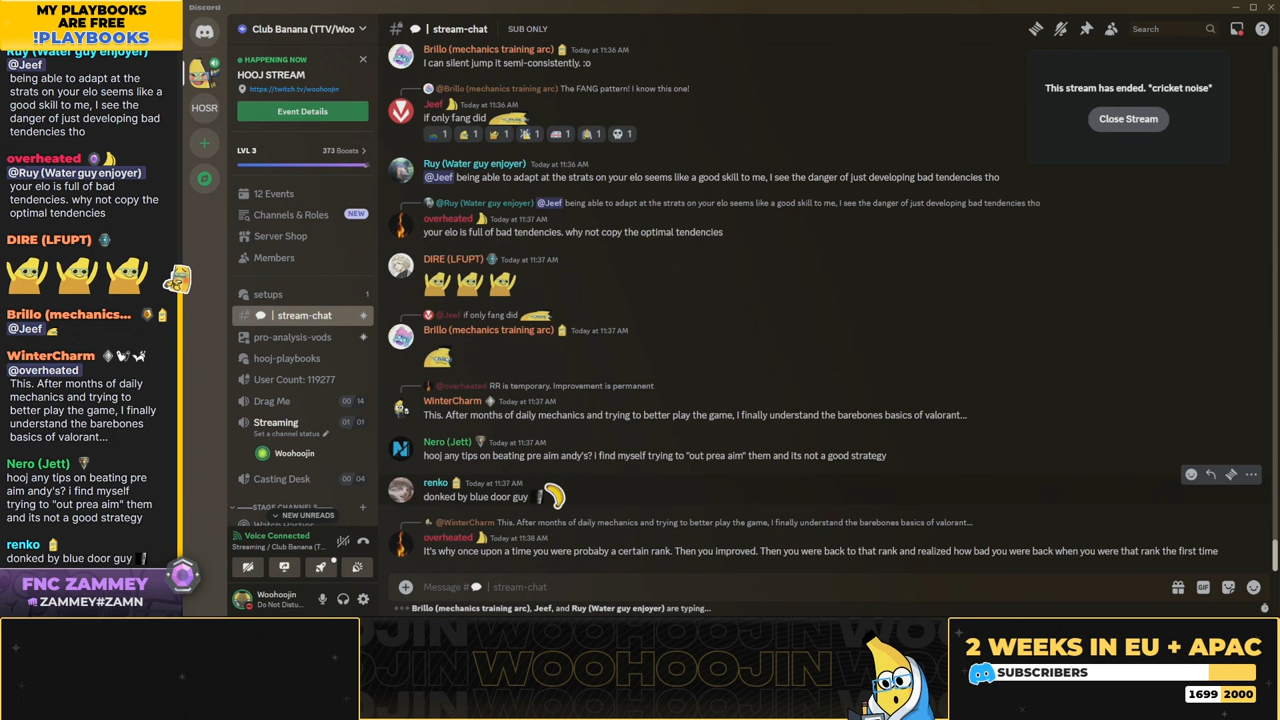 MY PLAYBOOKS
ARE FREE
!PLAYBOOKS
Ruy (Water guy enjoyer)
@Jeef
being able to adapt at the
strats on your elo seems like a
good skill to me, I see the
danger of just developing bad
tendencies tho
overheated
@Ruy (Water guy enjoyer)
your elo is full of bad
tendencies. why not copy the
optimal tendencies
DIRE (LFUPT)
Brillo (mechanics...
@Jeef
WinterCharm
@overheated
This. After months of daily
mechanics and trying to
better play the game, I finally
understand the barebones
basics of valorant...
Nero (Jett)
hooj any tips on beating pre
aim andy's? i find myself
trying to "out prea aim" them
and its not a good strategy
renko
donked by blue door guy
FNC ZAMMEY
ZAMMEY#ZAMN
Discord
HOSR
Club Banana (TTV/Woo
HAPPENING NOW
HOOJ STREAM
https://twitch.tv/woohoojin
Event Details
LVL 3
373 Boosts
12 Events
Channels & Roles
NEW
Server Shop
Members
setups
1
stream-chat
pro-analysis-vods
hooj-playbooks
User Count: 119277
Drag Me
00 14
Streaming
01 01
Set a channel status
Woohoojin
Casting Desk
00 04
STAGE CHANNELS
NEW UNREADS
Voice Connected
Streaming / Club Banana (T...
Woohoojin
Do Not Distu...
stream-chat
SUB ONLY
Search
Brillo (mechanics training arc) Today at 11:36 AM
I can silent jump it semi-consistently. :o
@Brillo (mechanics training arc) The FANG pattern! I know this one!
Jeef Today at 11:36 AM
if only fang did
1 1 1 1 1 1 1
Ruy (Water guy enjoyer) Today at 11:36 AM
@Jeef being able to adapt at the strats on your elo seems like a good skill to me, I see the danger of just developing bad tendencies tho
@Ruy (Water guy enjoyer) @Jeef being able to adapt at the strats on your elo seems like a good skill to me, I see the danger of just developing bad tendencies tho
overheated Today at 11:37 AM
your elo is full of bad tendencies. why not copy the optimal tendencies
DIRE (LFUPT) Today at 11:37 AM
@Jeef if only fang did
Brillo (mechanics training arc) Today at 11:37 AM
@overheated RR is temporary. Improvement is permanent
WinterCharm Today at 11:37 AM
This. After months of daily mechanics and trying to better play the game, I finally understand the barebones basics of valorant...
Nero (Jett) Today at 11:37 AM
hooj any tips on beating pre aim andy's? i find myself trying to "out prea aim" them and its not a good strategy
renko Today at 11:37 AM
donked by blue door guy
@WinterCharm This. After months of daily mechanics and trying to better play the game, I finally understand the barebones basics of valorant...
overheated Today at 11:38 AM
It's why once upon a time you were probaby a certain rank. Then you improved. Then you were back to that rank and realized how bad you were back when you were that rank the first time
Message # | stream-chat
GIF
Brillo (mechanics training arc), Jeef, and Ruy (Water guy enjoyer) are typing...
This stream has ended. *cricket noise*
Close Stream
WOOHOOJIN
2 WEEKS IN EU + APAC
SUBSCRIBERS
1699 2000